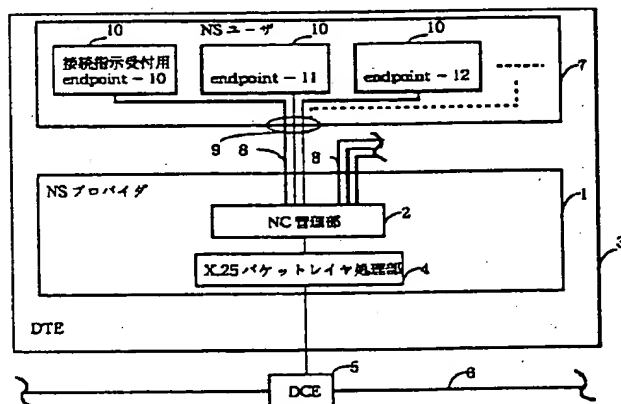 10 NSユーザ 10 10
接続指示受付用
endpoint-10
endpoint-11
endpoint-12
7
9 8 8
NSプロバイダ
1
NC管理部
2
X.25パケットレイヤ処理部
4
3
DTE
5
DCE
6